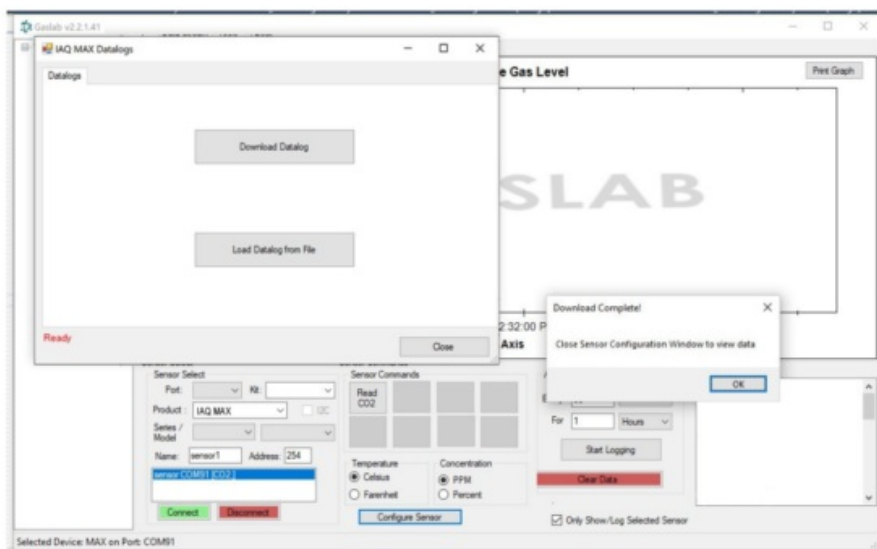 Gaslab v2.2.1.41
IAQ MAX Datalogs
Datalogs
Download Datalog
Load Datalog from File
Ready
Close
e Gas Level
Print Graph
SLAB
2:32:00 P
Axis
Download Complete!
Close Sensor Configuration Window to view data
OK
Sensor Select
Port:
Kit:
Product :
IAQ MAX
I2C
Series /
Model
Name:
sensor1
Address:
254
sensor COM91 [CO2 ]
Connect
Disconnect
Sensor Commands
Read
CO2
Temperature
Celsius
Farenheit
Concentration
PPM
Percent
Configure Sensor
For
1
Hours
Start Logging
Clear Data
Only Show/Log Selected Sensor
Selected Device: MAX on Port: COM91